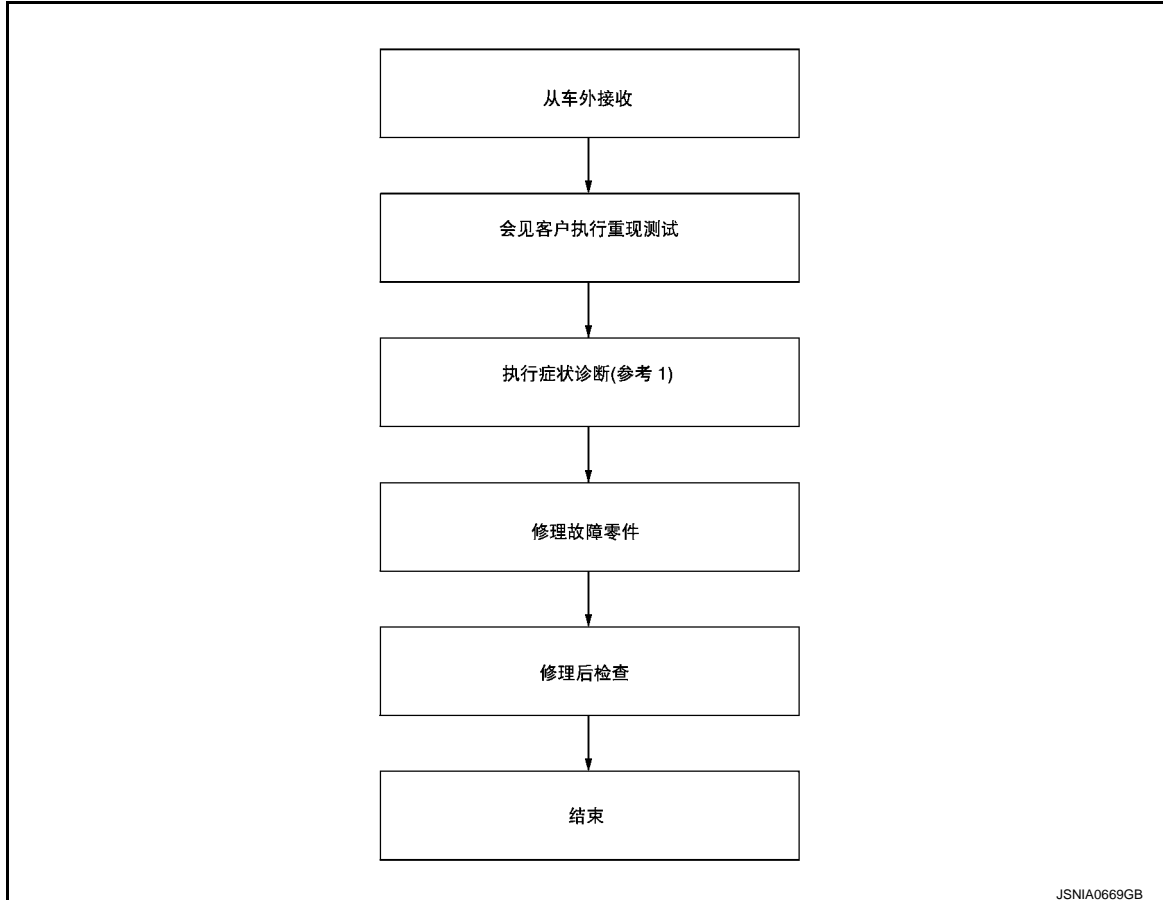 从车外接收
会见客户执行重现测试
执行症状诊断(参考 1)
修理故障零件
修理后检查
结束
JSNIA0669GB